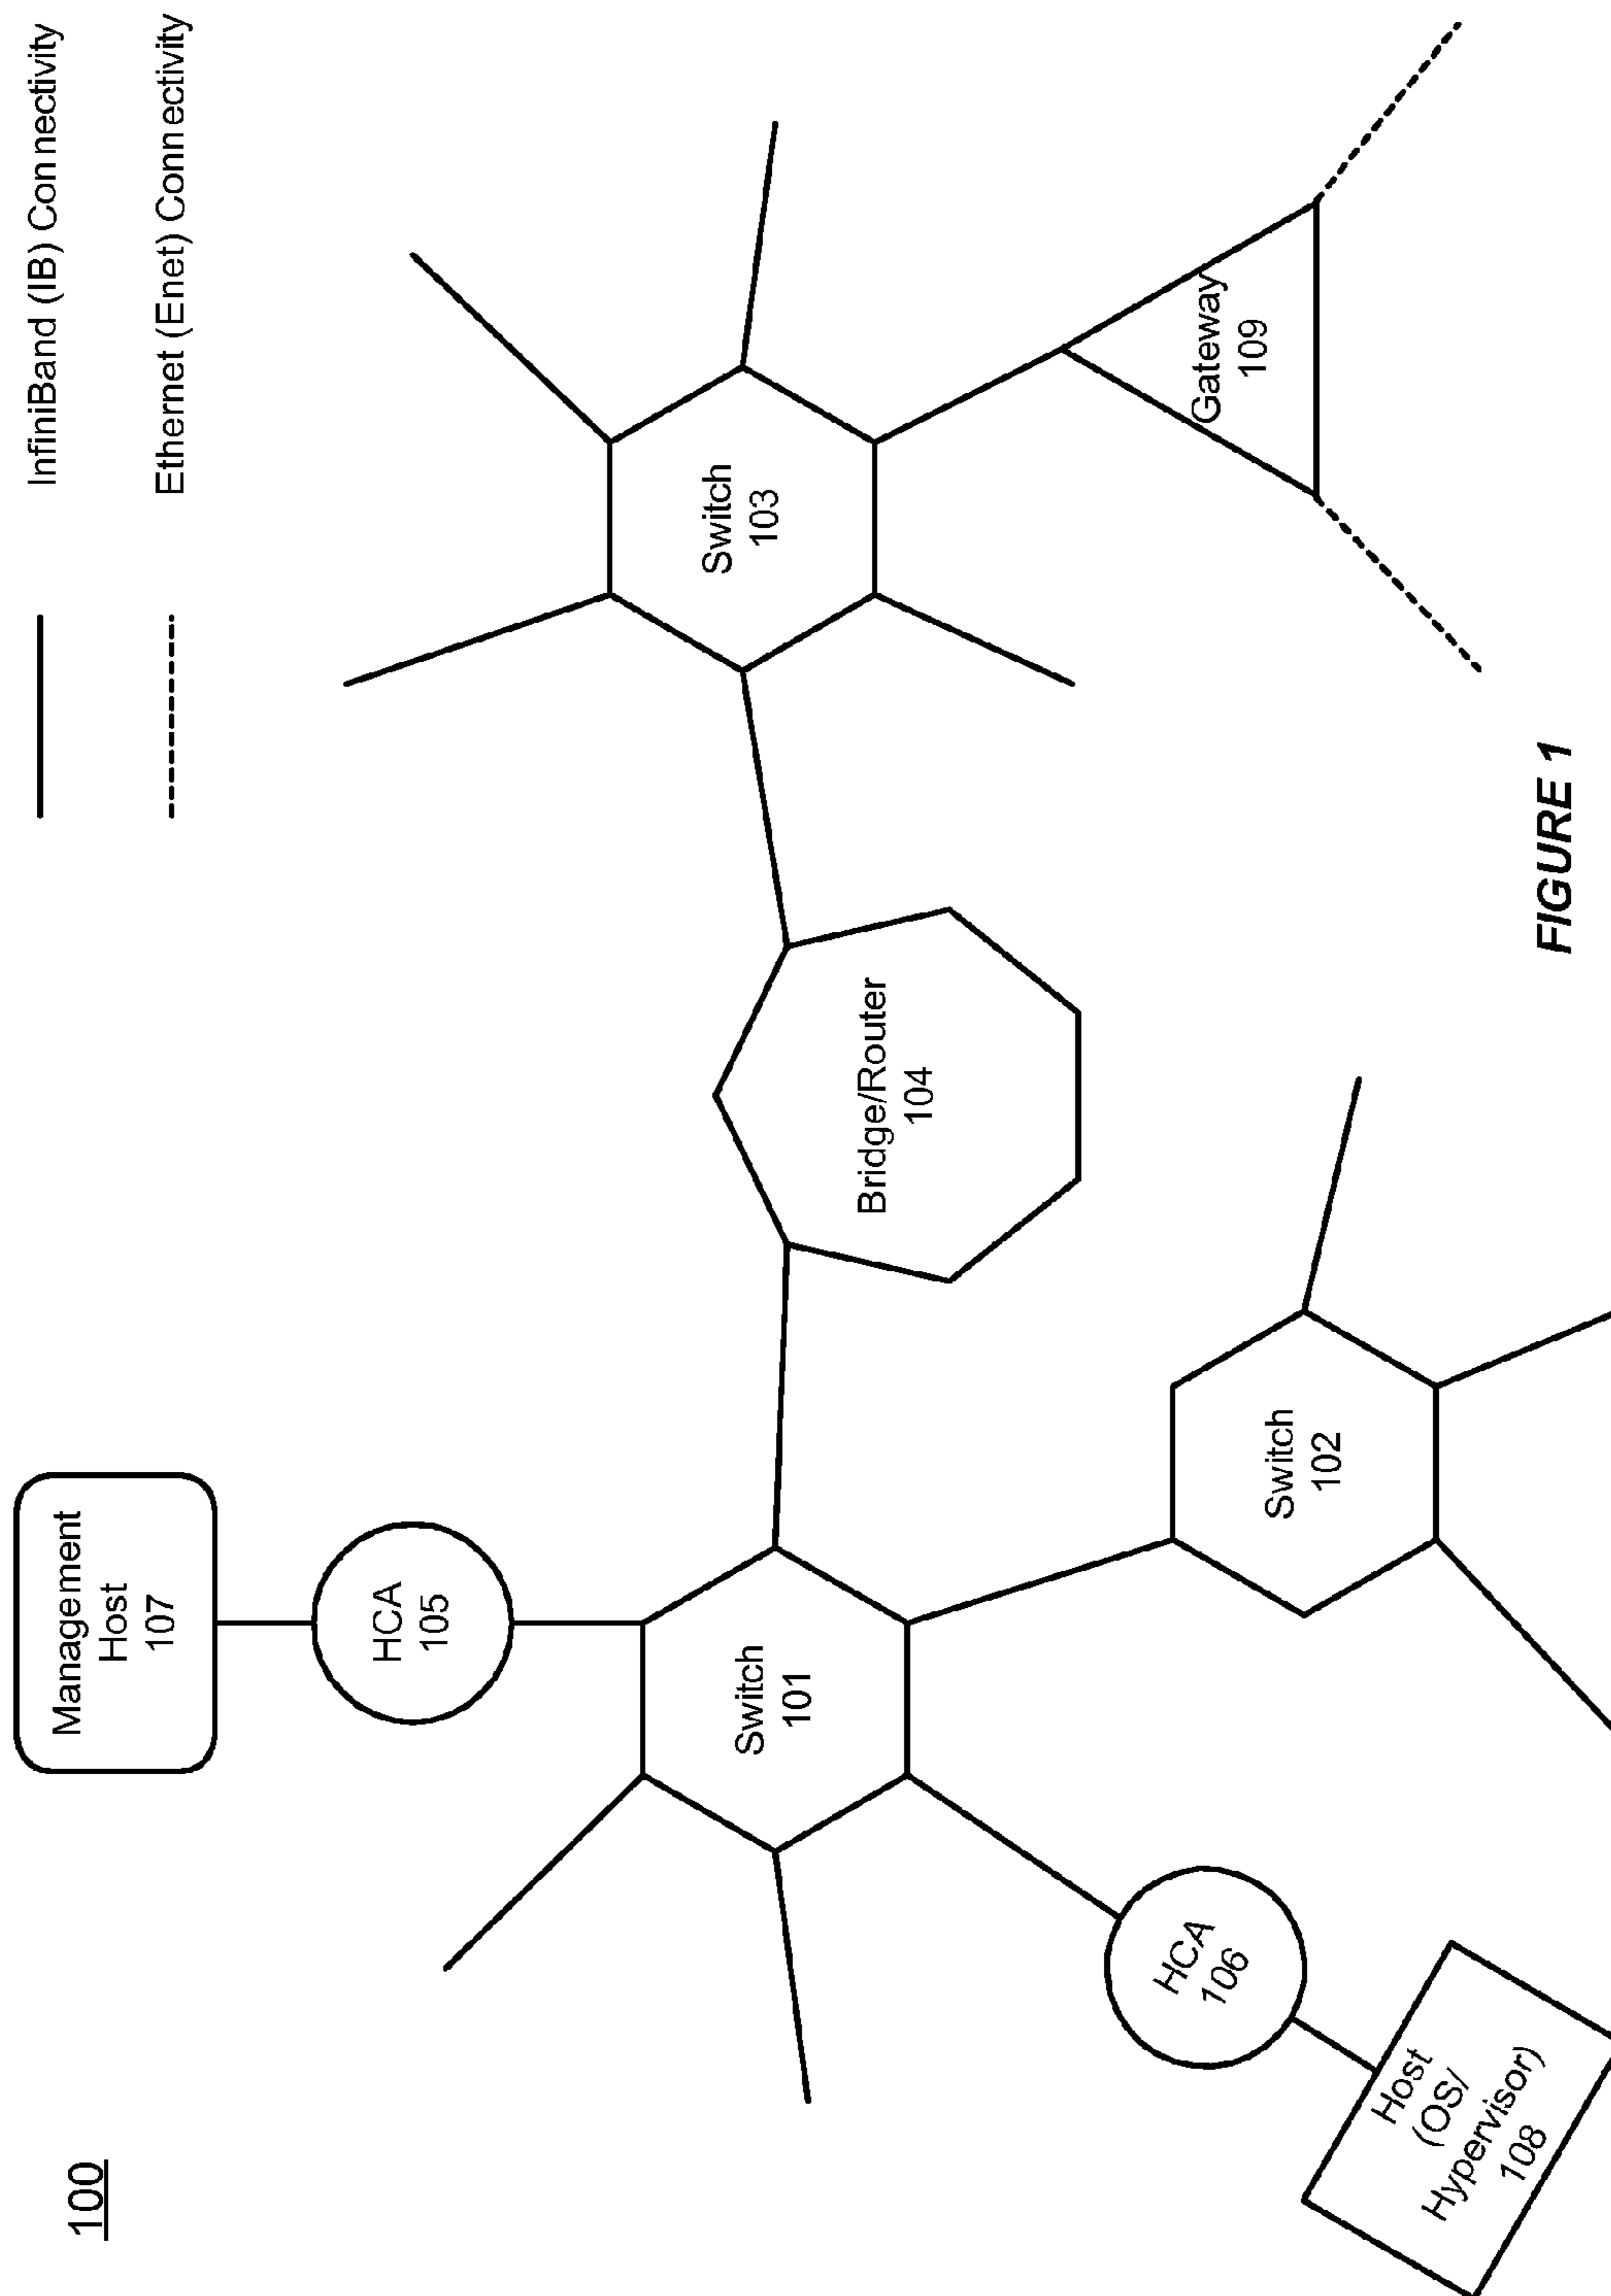 100
InfiniBand (IB) Connectivity
Ethernet (Enet) Connectivity
Management
Host
107
HCA
105
Switch
101
Bridge/Router
104
Switch
103
HCA
106
Host
(OS/
Hypervisor)
108
Switch
102
Gateway
109
FIGURE 1